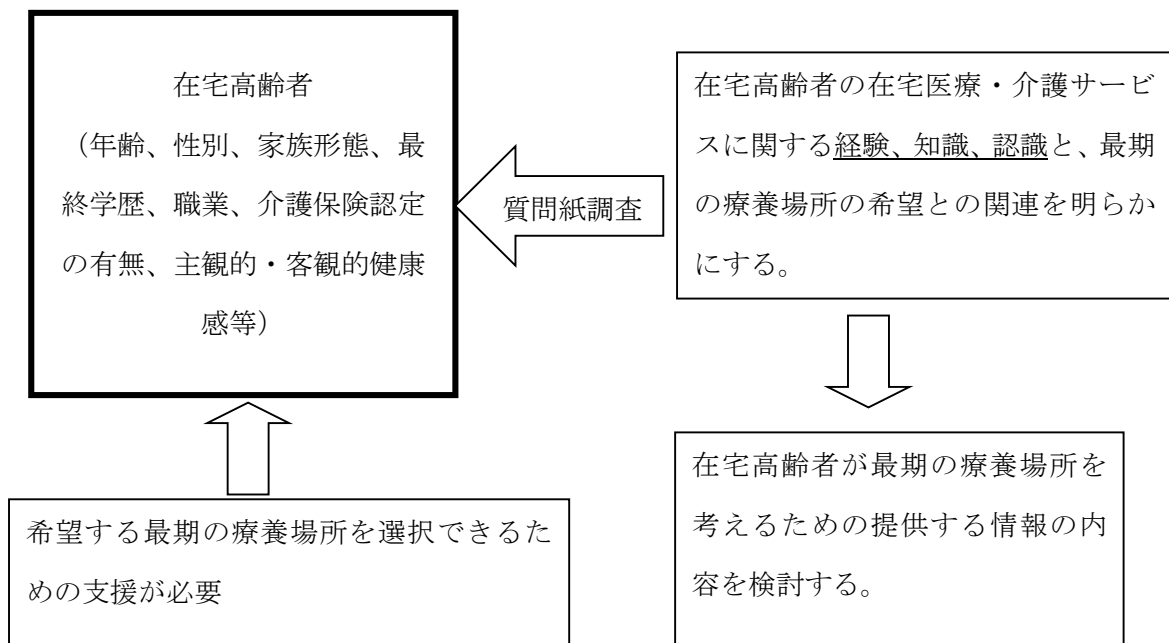 在宅高齢者
（年齢、性別、家族形態、最
終学歴、職業、介護保険認定
の有無、主観的・客観的健康
感等）
質問紙調査
在宅高齢者の在宅医療・介護サービ
スに関する経験、知識、認識と、最期
の療養場所の希望との関連を明らか
にする。
希望する最期の療養場所を選択できるた
めの支援が必要
在宅高齢者が最期の療養場所を
考えるための提供する情報の内
容を検討する。